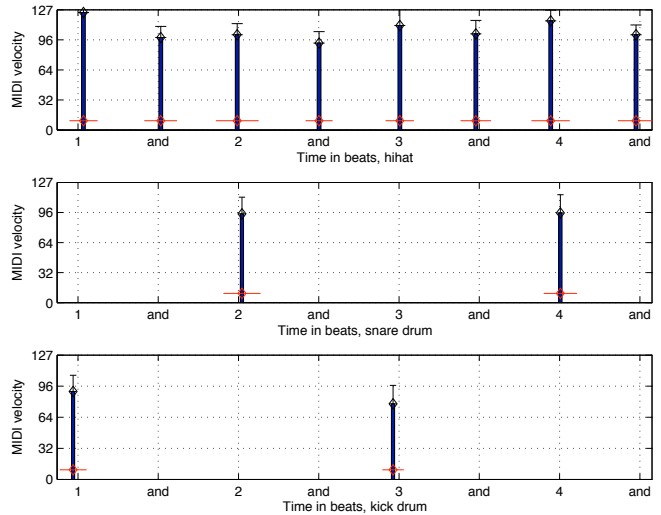 127
96
64
32
0
MIDI velocity
1 and 2 and 3 and 4 and
Time in beats, hihat
127
96
64
32
0
MIDI velocity
1 and 2 and 3 and 4 and
Time in beats, snare drum
127
96
64
32
0
MIDI velocity
1 and 2 and 3 and 4 and
Time in beats, kick drum